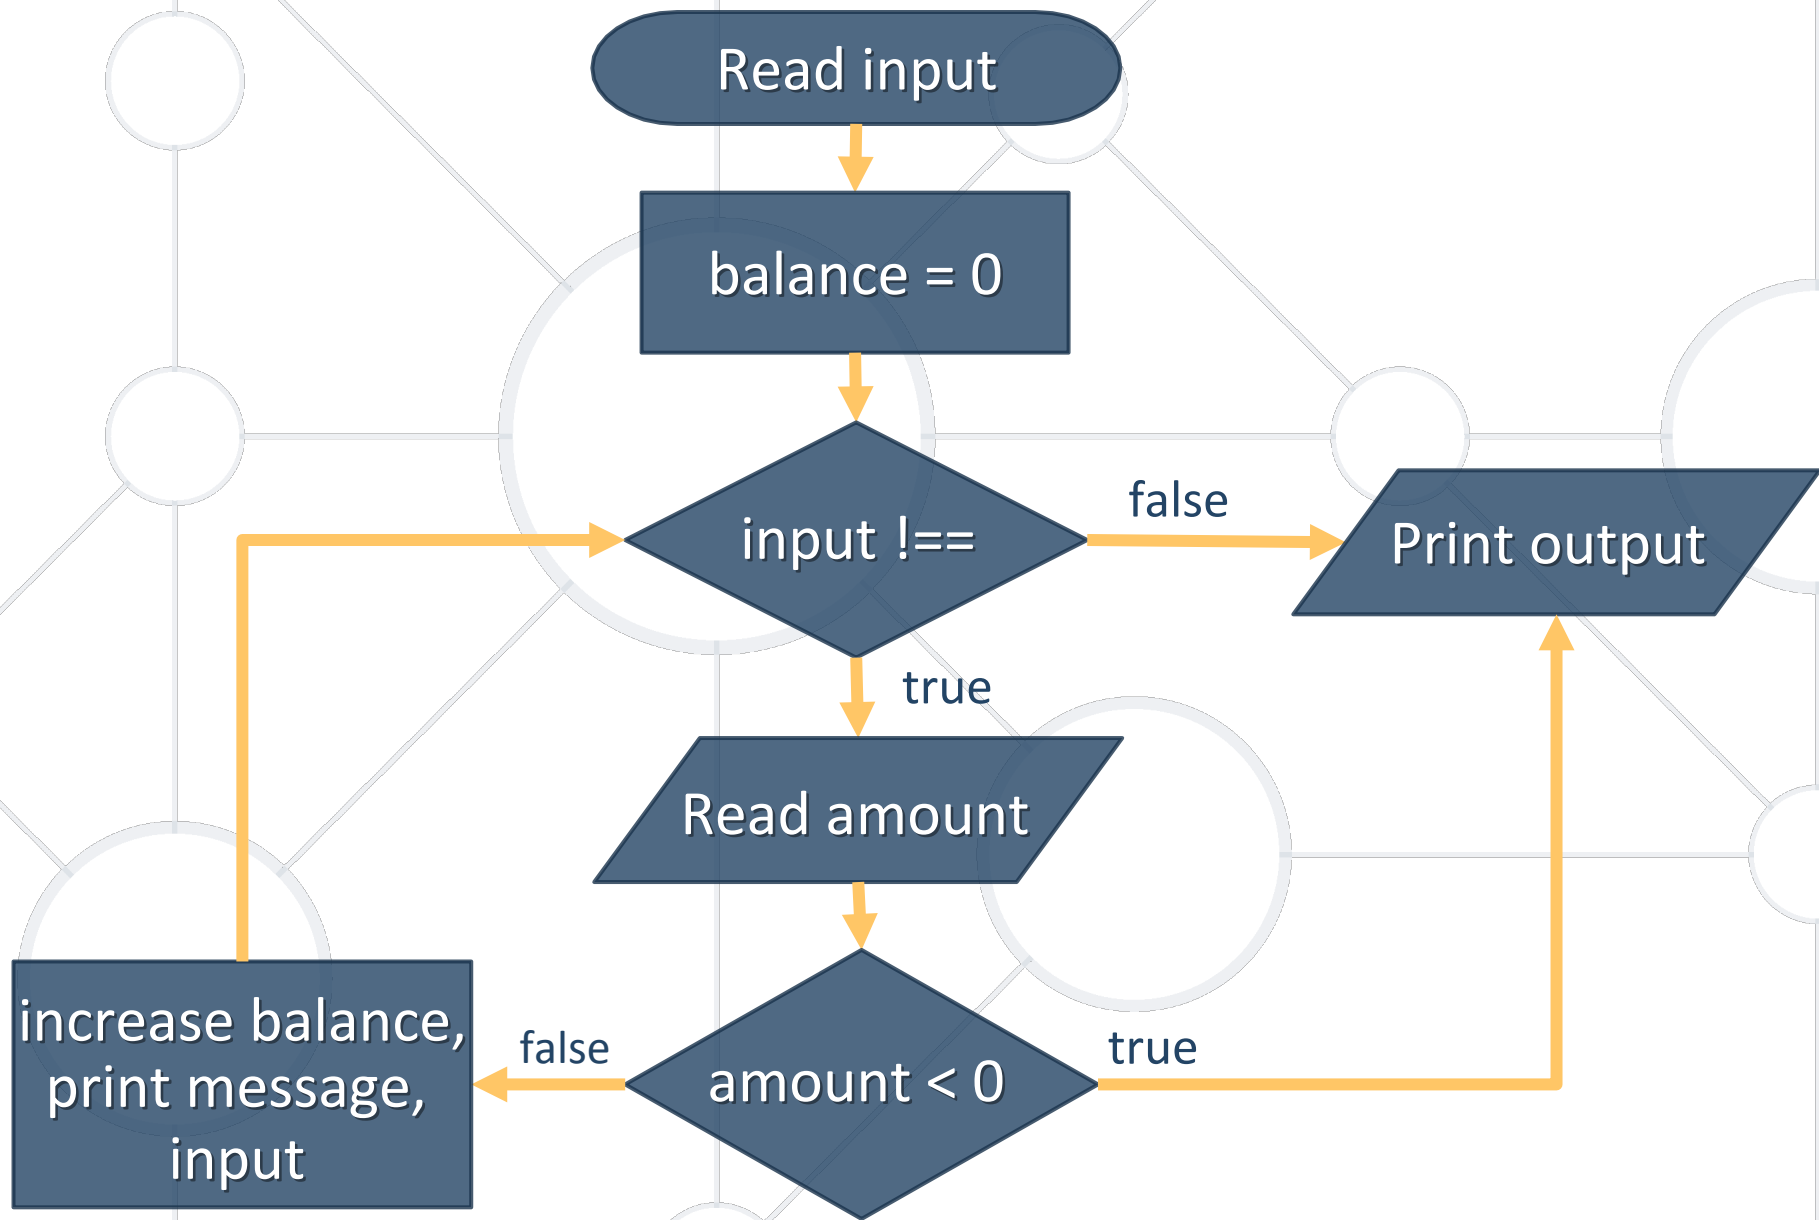 Read input
balance = 0
input !==
false
Print output
true
Read amount
amount < 0
false
true
increase balance,
print message,
input